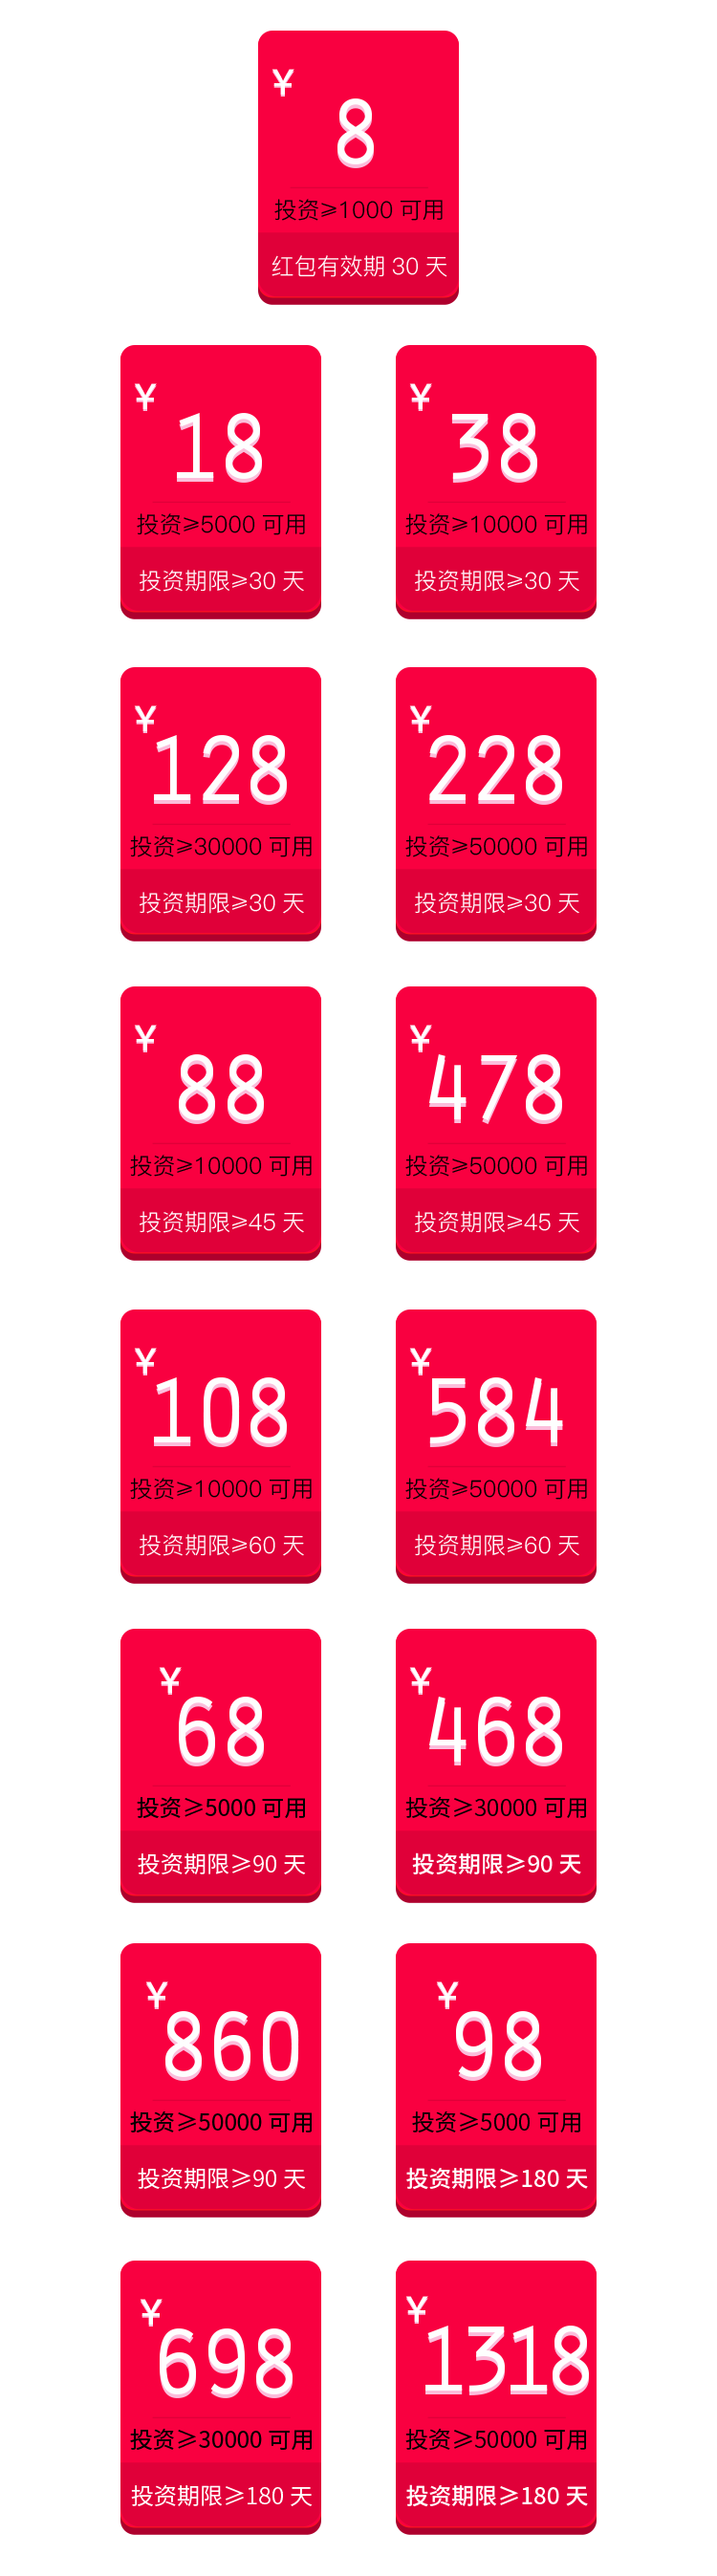 ¥
8
投资≥1000 可用
红包有效期 30 天
¥
18
投资≥5000 可用
投资期限≥30 天
¥
38
投资≥10000 可用
投资期限≥30 天
¥
128
投资≥30000 可用
投资期限≥30 天
¥
228
投资≥50000 可用
投资期限≥30 天
¥
88
投资≥10000 可用
投资期限≥45 天
¥
478
投资≥50000 可用
投资期限≥45 天
¥
108
投资≥10000 可用
投资期限≥60 天
¥
584
投资≥50000 可用
投资期限≥60 天
¥
68
投资≥5000 可用
投资期限≥90 天
¥
468
投资≥30000 可用
投资期限≥90 天
¥
860
投资≥50000 可用
投资期限≥90 天
¥
98
投资≥5000 可用
投资期限≥180 天
¥
698
投资≥30000 可用
投资期限≥180 天
¥
1318
投资≥50000 可用
投资期限≥180 天